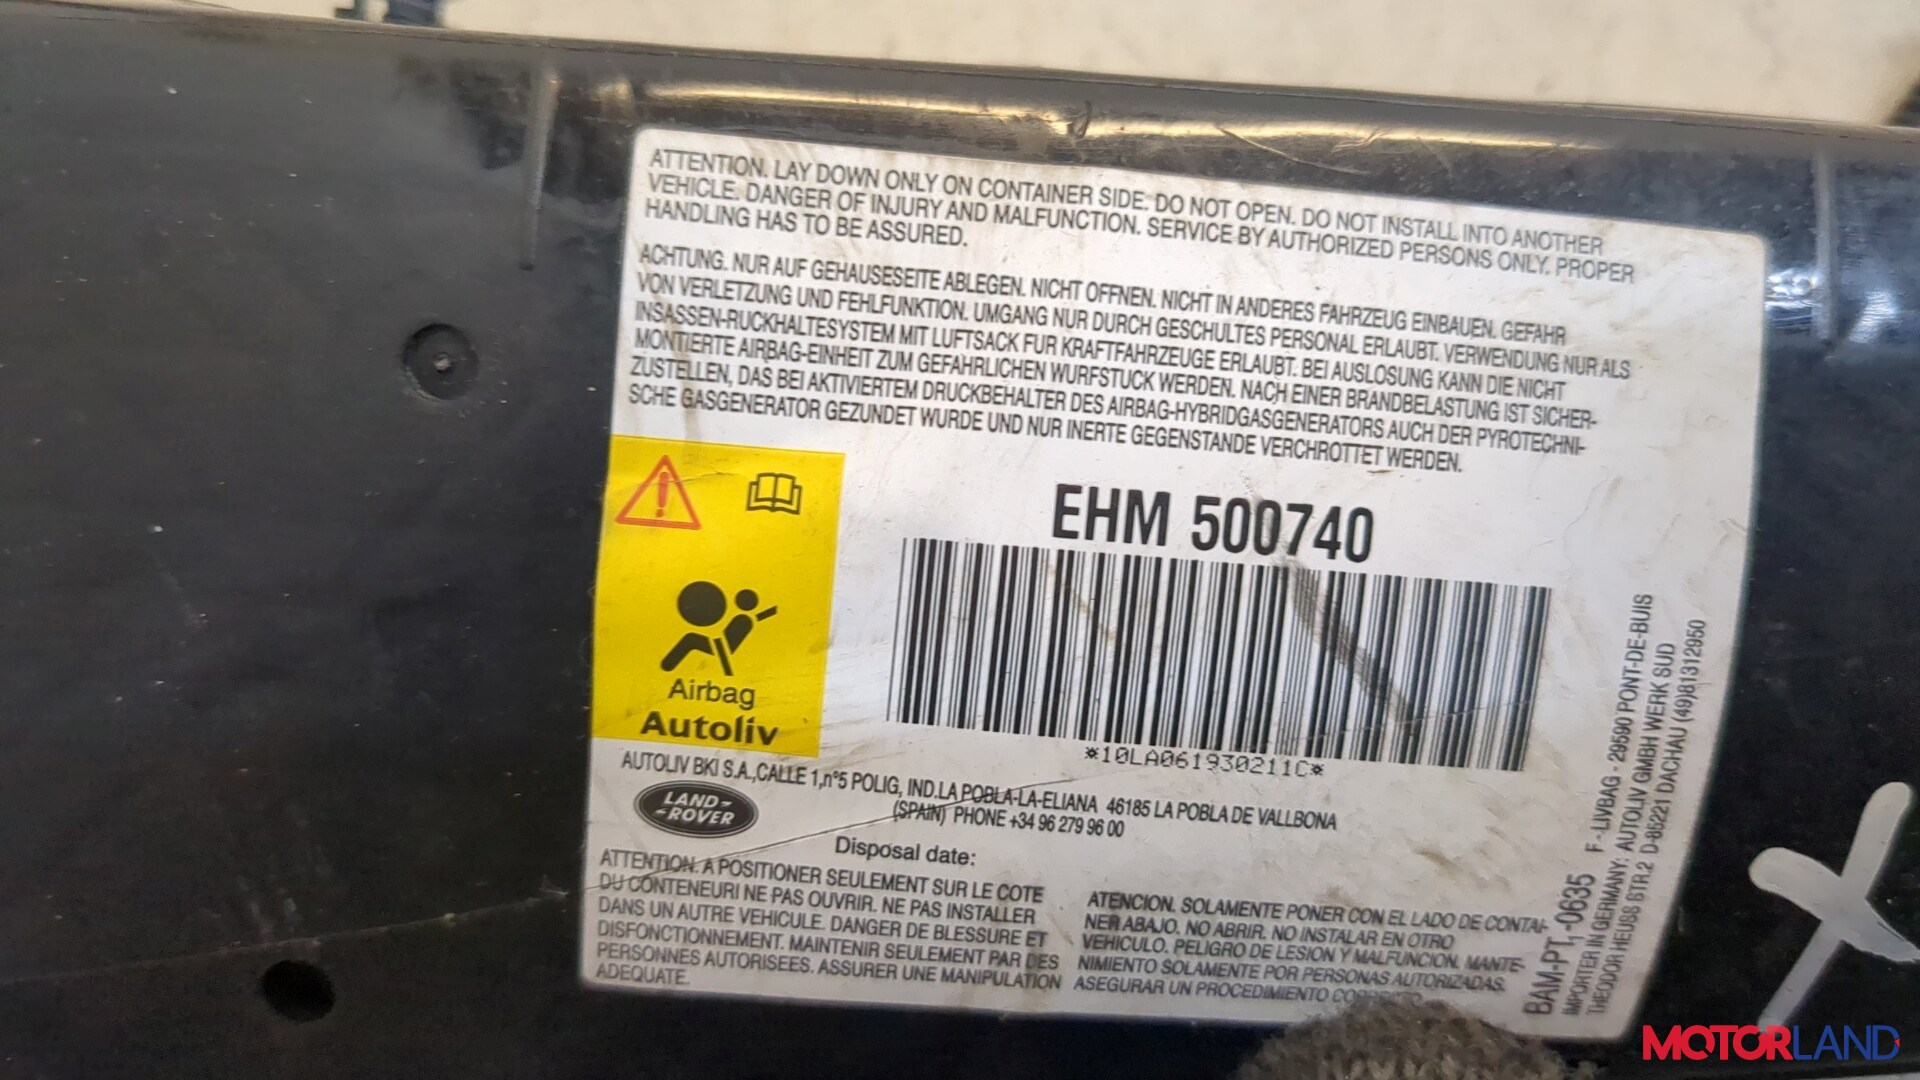 ATTENTION. LAY DOWN ONLY ON CONTAINER SIDE. DO NOT OPEN. DO NOT INSTALL INTO ANOTHER
VEHICLE. DANGER OF INJURY AND MALFUNCTION. SERVICE BY AUTHORIZED PERSONS ONLY. PROPER
HANDLING HAS TO BE ASSURED.
ACHTUNG. NUR AUF GEHAUSESEITE ABLEGEN. NICHT OFFNEN. NICHT IN ANDERES FAHRZEUG EINBAUEN. GEFAHR
VON VERLETZUNG UND FEHLFUNKTION. UMGANG NUR DURCH GESCHULTES PERSONAL ERLAUBT. VERWENDUNG NUR ALS
INSASSEN-RUCKHALTESYSTEM MIT LUFTSACK FUR KRAFTFAHRZEUGE ERLAUBT. BEI AUSLOSUNG KANN DIE NICHT
MONTIERTE AIRBAG-EINHEIT ZUM GEFAHRLICHEN WURFSTUCK WERDEN. NACH EINER BRANDBELASTUNG IST SICHER-
ZUSTELLEN, DAS BEI AKTIVIERTEM DRUCKBEHALTER DES AIRBAG-HYBRIDGASGENERATORS AUCH DER PYROTECHNI-
SCHE GASGENERATOR GEZUNDET WURDE UND NUR INERTE GEGENSTANDE VERCHROTTET WERDEN.
EHM 500740
Airbag
Autoliv
*10LA061930211C*
AUTOLIV BKI S.A.,CALLE 1,nº5 POLIG, IND.LA POBLA-LA-ELIANA 46185 LA POBLA DE VALLBONA
(SPAIN) PHONE +34 96 279 96 00
LAND-
-ROVER
Disposal date:
ATTENTION. A POSITIONER SEULEMENT SUR LE COTE
DU CONTENEURI NE PAS OUVRIR. NE PAS INSTALLER
DANS UN AUTRE VEHICULE. DANGER DE BLESSURE ET
DISFONCTIONNEMENT. MAINTENIR SEULEMENT PAR DES
PERSONNES AUTORISEES. ASSURER UNE MANIPULATION
ADEQUATE.
ATENCION. SOLAMENTE PONER CON EL LADO DE CONTAI-
NER ABAJO. NO ABRIR. NO INSTALAR EN OTRO
VEHICULO. PELIGRO DE LESION Y MALFUNCION. MANTE-
NIMIENTO SOLAMENTE POR PERSONAS AUTORIZADAS.
ASEGURAR UN PROCEDIMIENTO CORRECTO
BAM-PT1-0635 F - LIVBAG - 29590 PONT-DE-BUIS
IMPORTER IN GERMANY: AUTOLIV GMBH WERK SUD
THEODOR HEUSS STR.2 D-85221 DACHAU (49)81312950
X
MOTORLAND